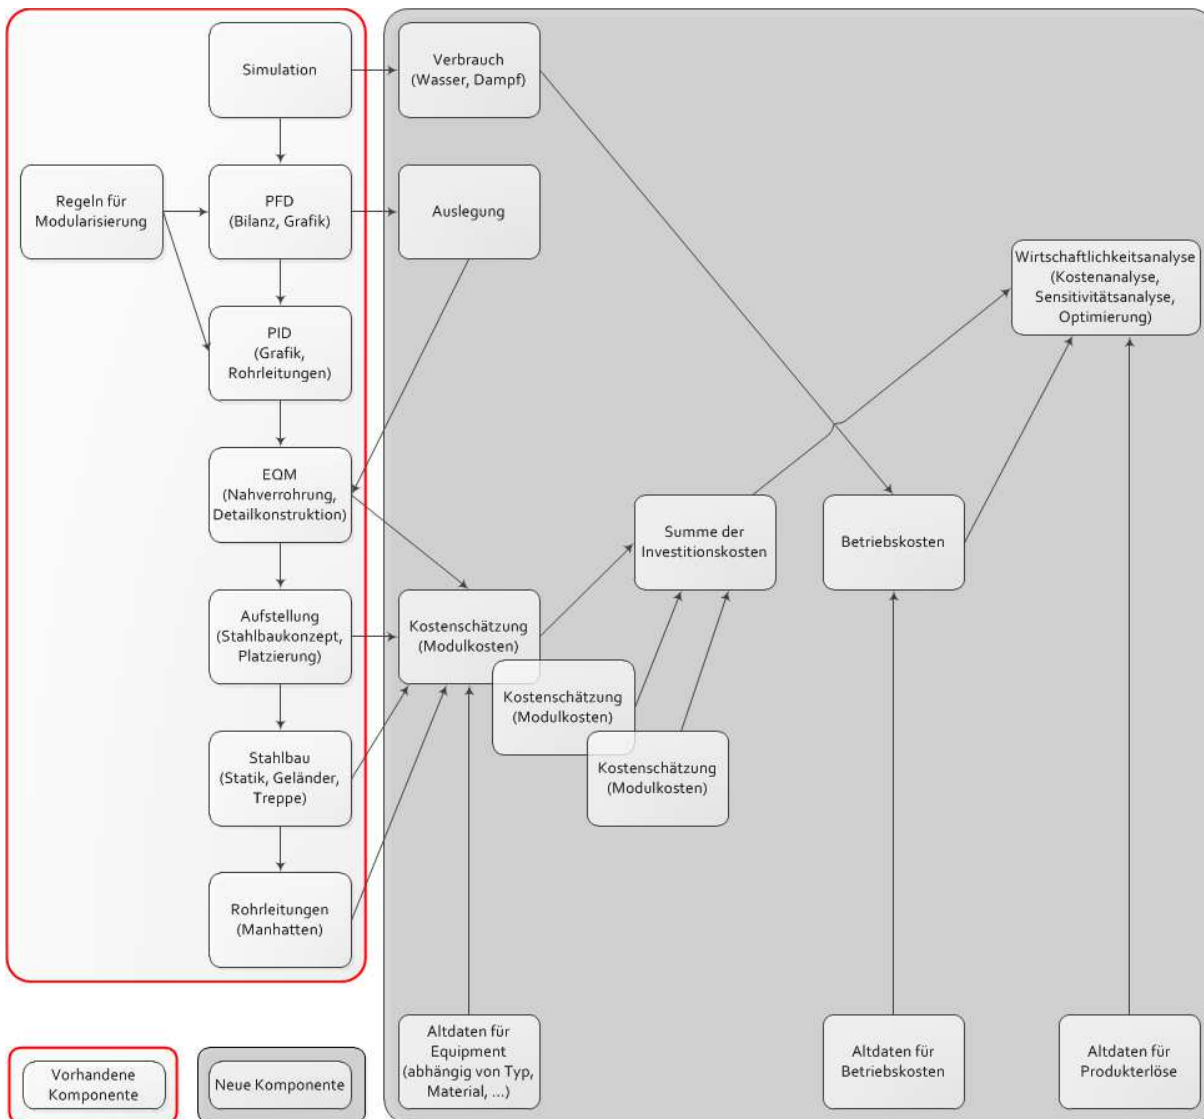 Simulation
Verbrauch
(Wasser, Dampf)
Regeln für
Modularisierung
PFD
(Bilanz, Grafik)
Auslegung
Wirtschaftlichkeitsanalyse
(Kostenanalyse,
Sensitivitätsanalyse,
Optimierung)
PID
(Grafik,
Rohrleitungen)
EQM
(Nahverrohrung,
Detailkonstruktion)
Summe der
Investitionskosten
Betriebskosten
Aufstellung
(Stahlbaukonzept,
Platzierung)
Kostenschätzung
(Modulkosten)
Kostenschätzung
(Modulkosten)
Kostenschätzung
(Modulkosten)
Stahlbau
(Statik, Geländer,
Treppe)
Rohrleitungen
(Manhatten)
Altdaten für
Equipment
(abhängig von Typ,
Material, ...)
Altdaten für
Betriebskosten
Altdaten für
Produkterlöse
Vorhandene
Komponente
Neue Komponente